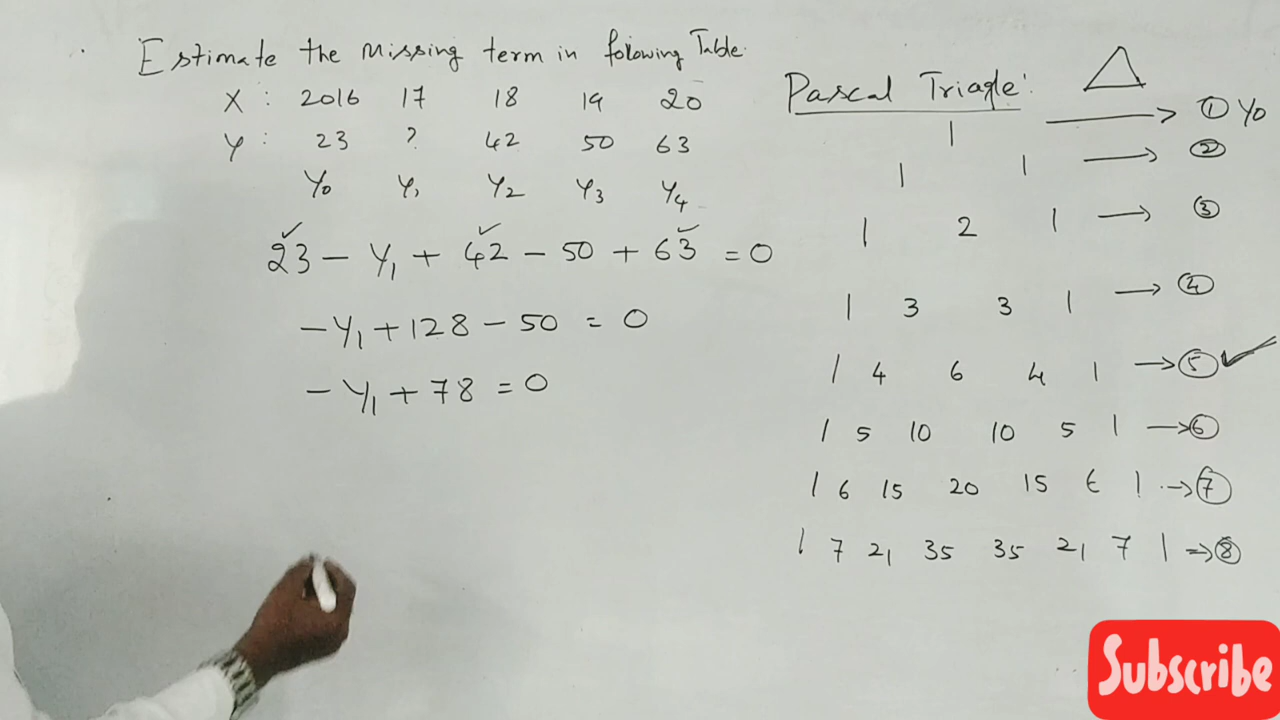 Estimate the Missing term in following Table.
X : 2016 17 18 19 20
Y : 23 ? 42 50 63
Y₀ Y₁ Y₂ Y₃ Y₄
23 - Y₁ + 42 - 50 + 63 = 0
- Y₁ + 128 - 50 = 0
- Y₁ + 78 = 0
Pascal Triagle: △
1 → ① Y₀
1 1 → ②
1 2 1 → ③
1 3 3 1 → ④
1 4 6 4 1 → ⑤ ✓
1 5 10 10 5 1 → ⑥
1 6 15 20 15 6 1 → ⑦
1 7 21 35 35 21 7 1 → ⑧
Subscribe